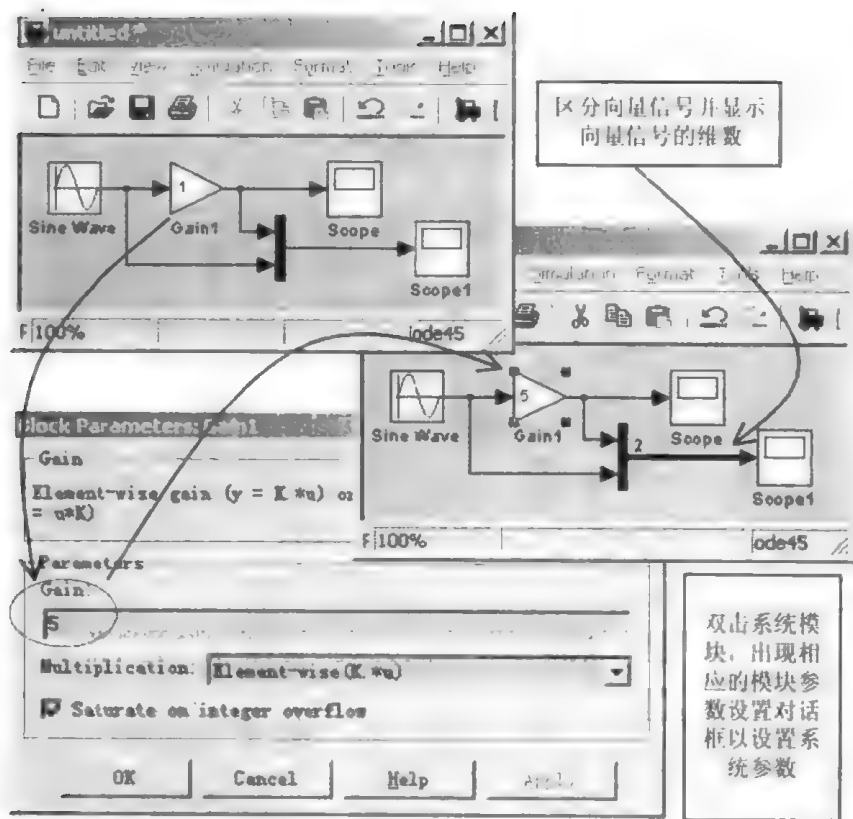 untitled *
File Edit View Simulation Format Tools Help
区分向量信号并显示
向量信号的维数
1
Sine Wave
Gain1
Scope
Scope1
100%
ode45
Simulation Format Tools Help
5
Sine Wave
Gain1
2
Scope
Scope1
100%
ode45
Block Parameters: Gain1
Gain
Element-wise gain (y = K.*u) or
= u*K)
Parameters
Gain:
5
Multiplication: Element-wise(K.*u)
Saturate on integer overflow
OK Cancel Help Apply
双击系统模
块，出现相
应的模块参
数设置对话
框以设置系
统参数